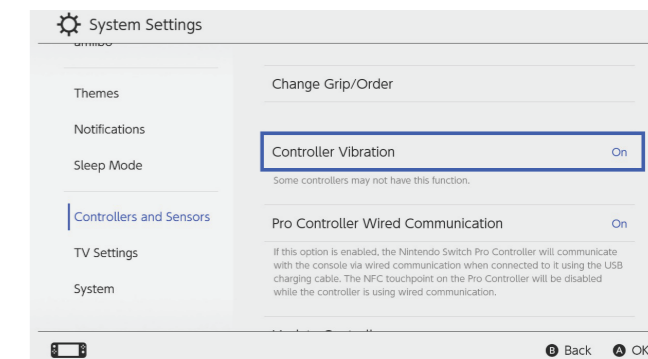 System Settings
amiibo
Themes
Notifications
Sleep Mode
Controllers and Sensors
TV Settings
System
Change Grip/Order
Controller Vibration On
Some controllers may not have this function.
Pro Controller Wired Communication On
If this option is enabled, the Nintendo Switch Pro Controller will communicate
with the console via wired communication when connected to it using the USB
charging cable. The NFC touchpoint on the Pro Controller will be disabled
while the controller is using wired communication.
B Back A OK